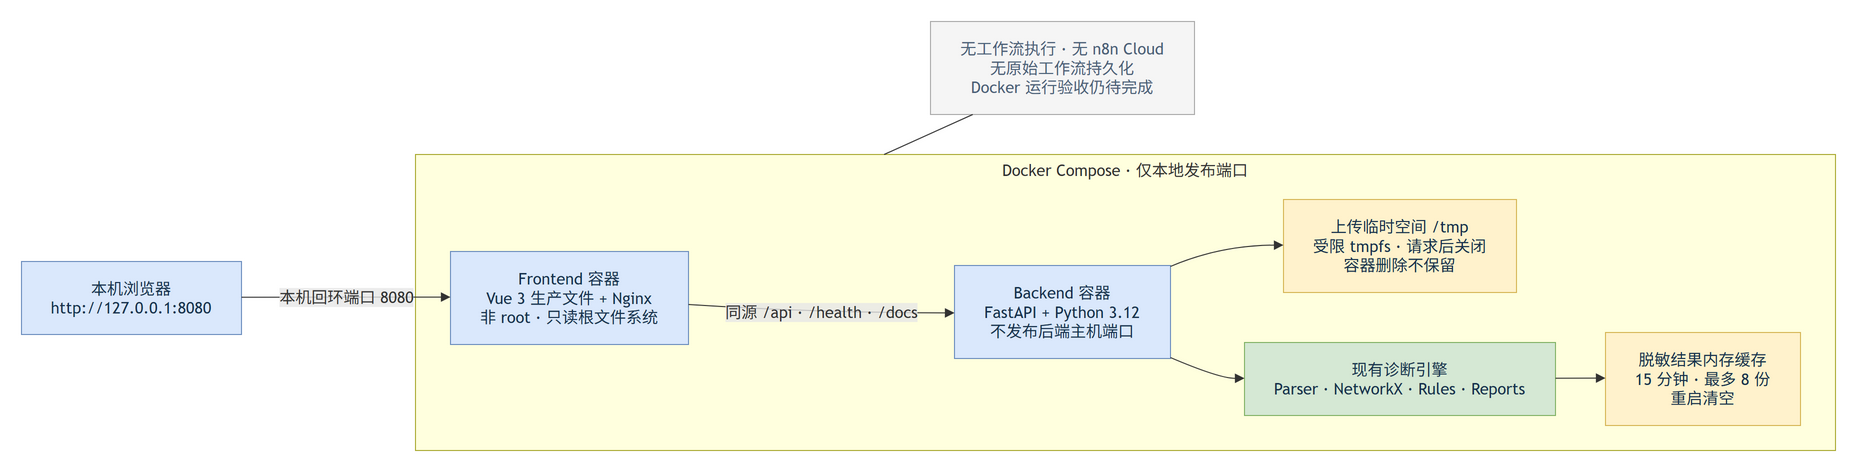 无工作流执行 · 无 n8n Cloud
无原始工作流持久化
Docker 运行验收仍待完成
Docker Compose · 仅本地发布端口
本机浏览器
http://127.0.0.1:8080
本机回环端口 8080
Frontend 容器
Vue 3 生产文件 + Nginx
非 root · 只读根文件系统
同源 /api · /health · /docs
Backend 容器
FastAPI + Python 3.12
不发布后端主机端口
上传临时空间 /tmp
受限 tmpfs · 请求后关闭
容器删除不保留
现有诊断引擎
Parser · NetworkX · Rules · Reports
脱敏结果内存缓存
15 分钟 · 最多 8 份
重启清空